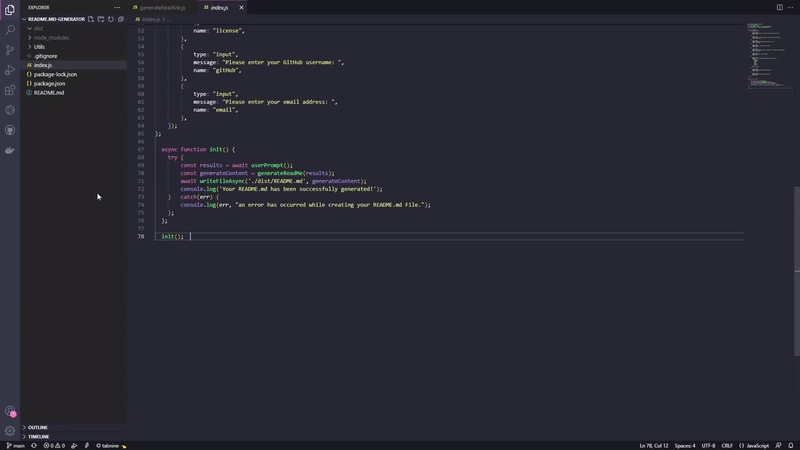 EXPLORER
README.MD-GENERATOR
dist
node_modules
Utils
.gitignore
index.js
package-lock.json
package.json
README.md
OUTLINE
TIMELINE
generateReadMe.js
index.js
index.js > ...
52 name: "license",
53 },
54 {
55 type: "input",
56 message: "Please enter your GitHub username: ",
57 name: "gitHub",
58 },
59 {
60 type: "input",
61 message: "Please enter your email address: ",
62 name: "email",
63 },
64 ]);
65 };
66
67 async function init() {
68 try {
69 const results = await userPrompt();
70 const generateContent = generateReadMe(results);
71 await writeFileAsync('./dist/README.md', generateContent);
72 console.log('Your README.md has been successfully generated!');
73 } catch(err) {
74 console.log(err, "an error has occurred while creating your README.md File.");
75 };
76 };
77
78 init();
main
0 0
tabnine
Ln 78, Col 12
Spaces: 4
UTF-8
CRLF
{} JavaScript